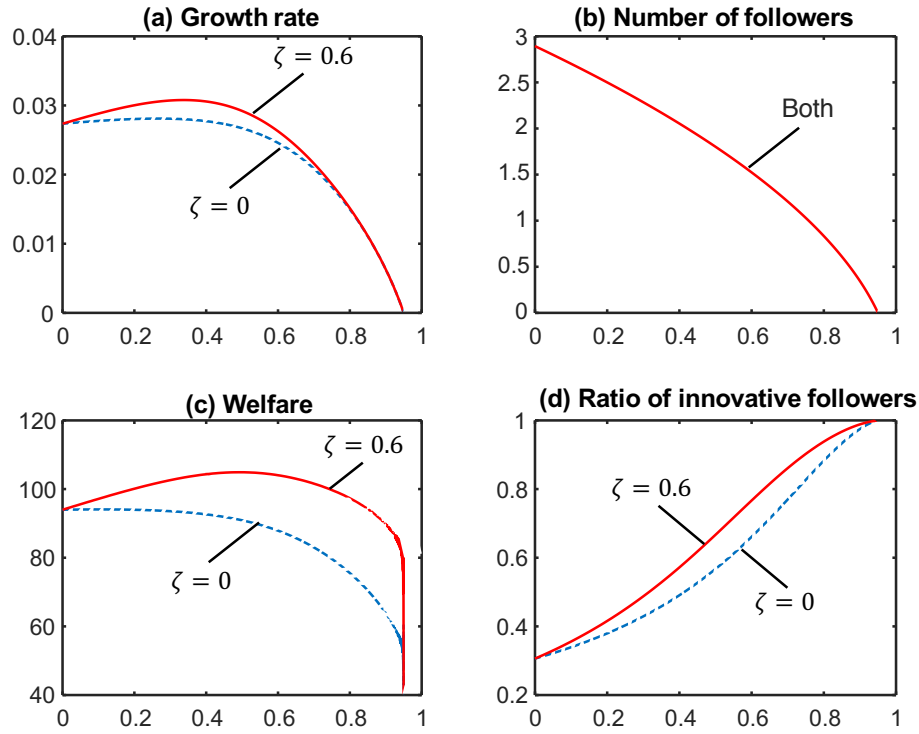 (a) Growth rate
0.04
0.03
0.02
0.01
0
0 0.2 0.4 0.6 0.8 1
ζ = 0.6
ζ = 0
(b) Number of followers
3
2.5
2
1.5
1
0.5
0
0 0.2 0.4 0.6 0.8 1
Both
(c) Welfare
120
100
80
60
40
0 0.2 0.4 0.6 0.8 1
ζ = 0.6
ζ = 0
(d) Ratio of innovative followers
1
0.8
0.6
0.4
0.2
0 0.2 0.4 0.6 0.8 1
ζ = 0.6
ζ = 0